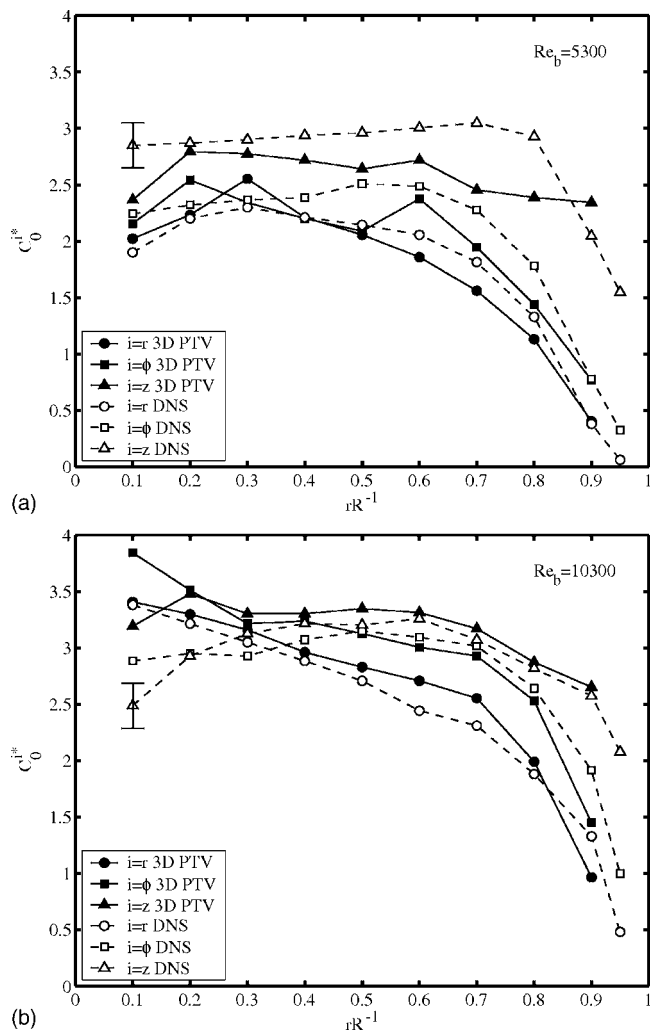 4
3.5
3
2.5
2
1.5
1
0.5
0
C₀^{i*}
Re_b=5300
i=r 3D PTV
i=ϕ 3D PTV
i=z 3D PTV
i=r DNS
i=ϕ DNS
i=z DNS
0 0.1 0.2 0.3 0.4 0.5 0.6 0.7 0.8 0.9 1
rR⁻¹
(a)
4
3.5
3
2.5
2
1.5
1
0.5
0
C₀^{i*}
Re_b=10300
i=r 3D PTV
i=ϕ 3D PTV
i=z 3D PTV
i=r DNS
i=ϕ DNS
i=z DNS
0 0.1 0.2 0.3 0.4 0.5 0.6 0.7 0.8 0.9 1
rR⁻¹
(b)